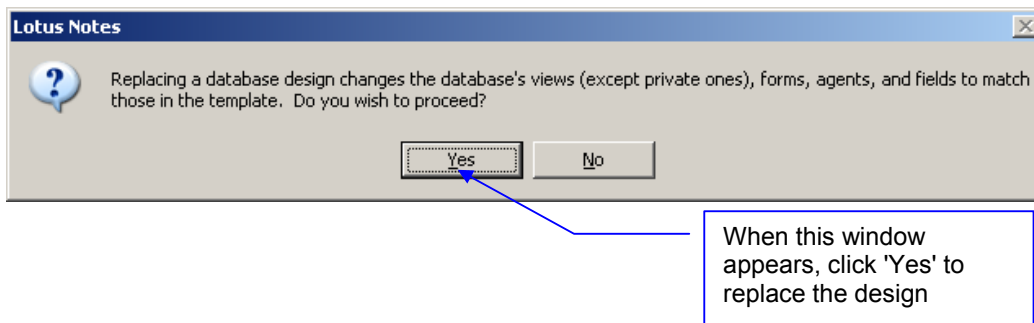 Lotus Notes
Replacing a database design changes the database's views (except private ones), forms, agents, and fields to match
those in the template.  Do you wish to proceed?
Yes
No
When this window
appears, click 'Yes' to
replace the design